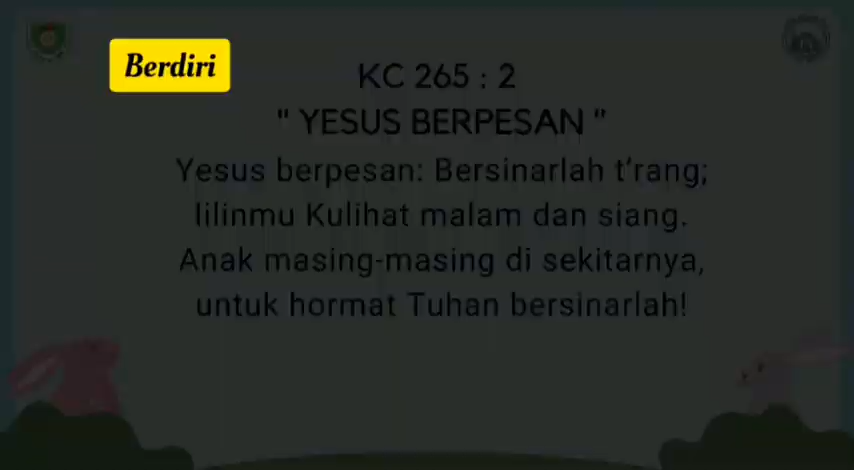 Berdiri
KC 265 : 2
" YESUS BERPESAN "
Yesus berpesan: Bersinarlah t'rang;
lilinmu Kulihat malam dan siang.
Anak masing-masing di sekitarnya,
untuk hormat Tuhan bersinarlah!